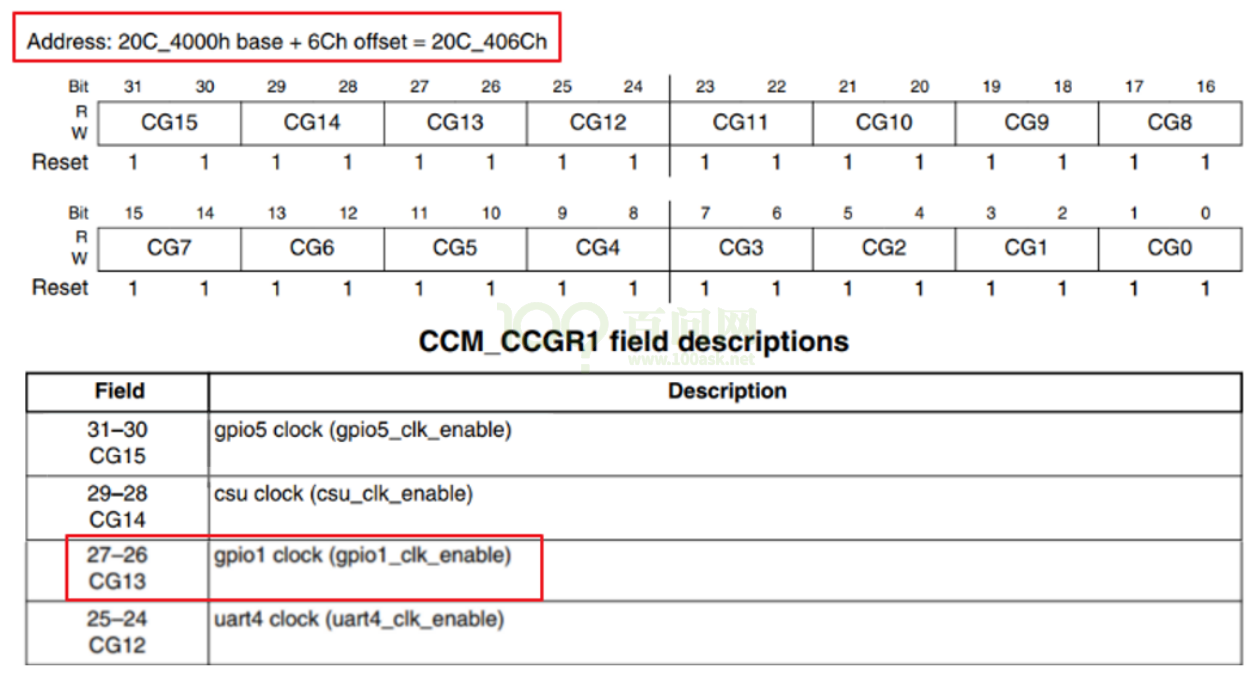 Address: 20C_4000h base + 6Ch offset = 20C_406Ch
Bit 31 30 29 28 27 26 25 24 23 22 21 20 19 18 17 16
R
W
CG15 CG14 CG13 CG12 CG11 CG10 CG9 CG8
Reset 1 1 1 1 1 1 1 1 1 1 1 1 1 1 1 1
Bit 15 14 13 12 11 10 9 8 7 6 5 4 3 2 1 0
R
W
CG7 CG6 CG5 CG4 CG3 CG2 CG1 CG0
Reset 1 1 1 1 1 1 1 1 1 1 1 1 1 1 1 1
100 百问网
www.100ask.net
CCM_CCGR1 field descriptions
Field Description
31–30 gpio5 clock (gpio5_clk_enable)
CG15
29–28 csu clock (csu_clk_enable)
CG14
27–26 gpio1 clock (gpio1_clk_enable)
CG13
25–24 uart4 clock (uart4_clk_enable)
CG12